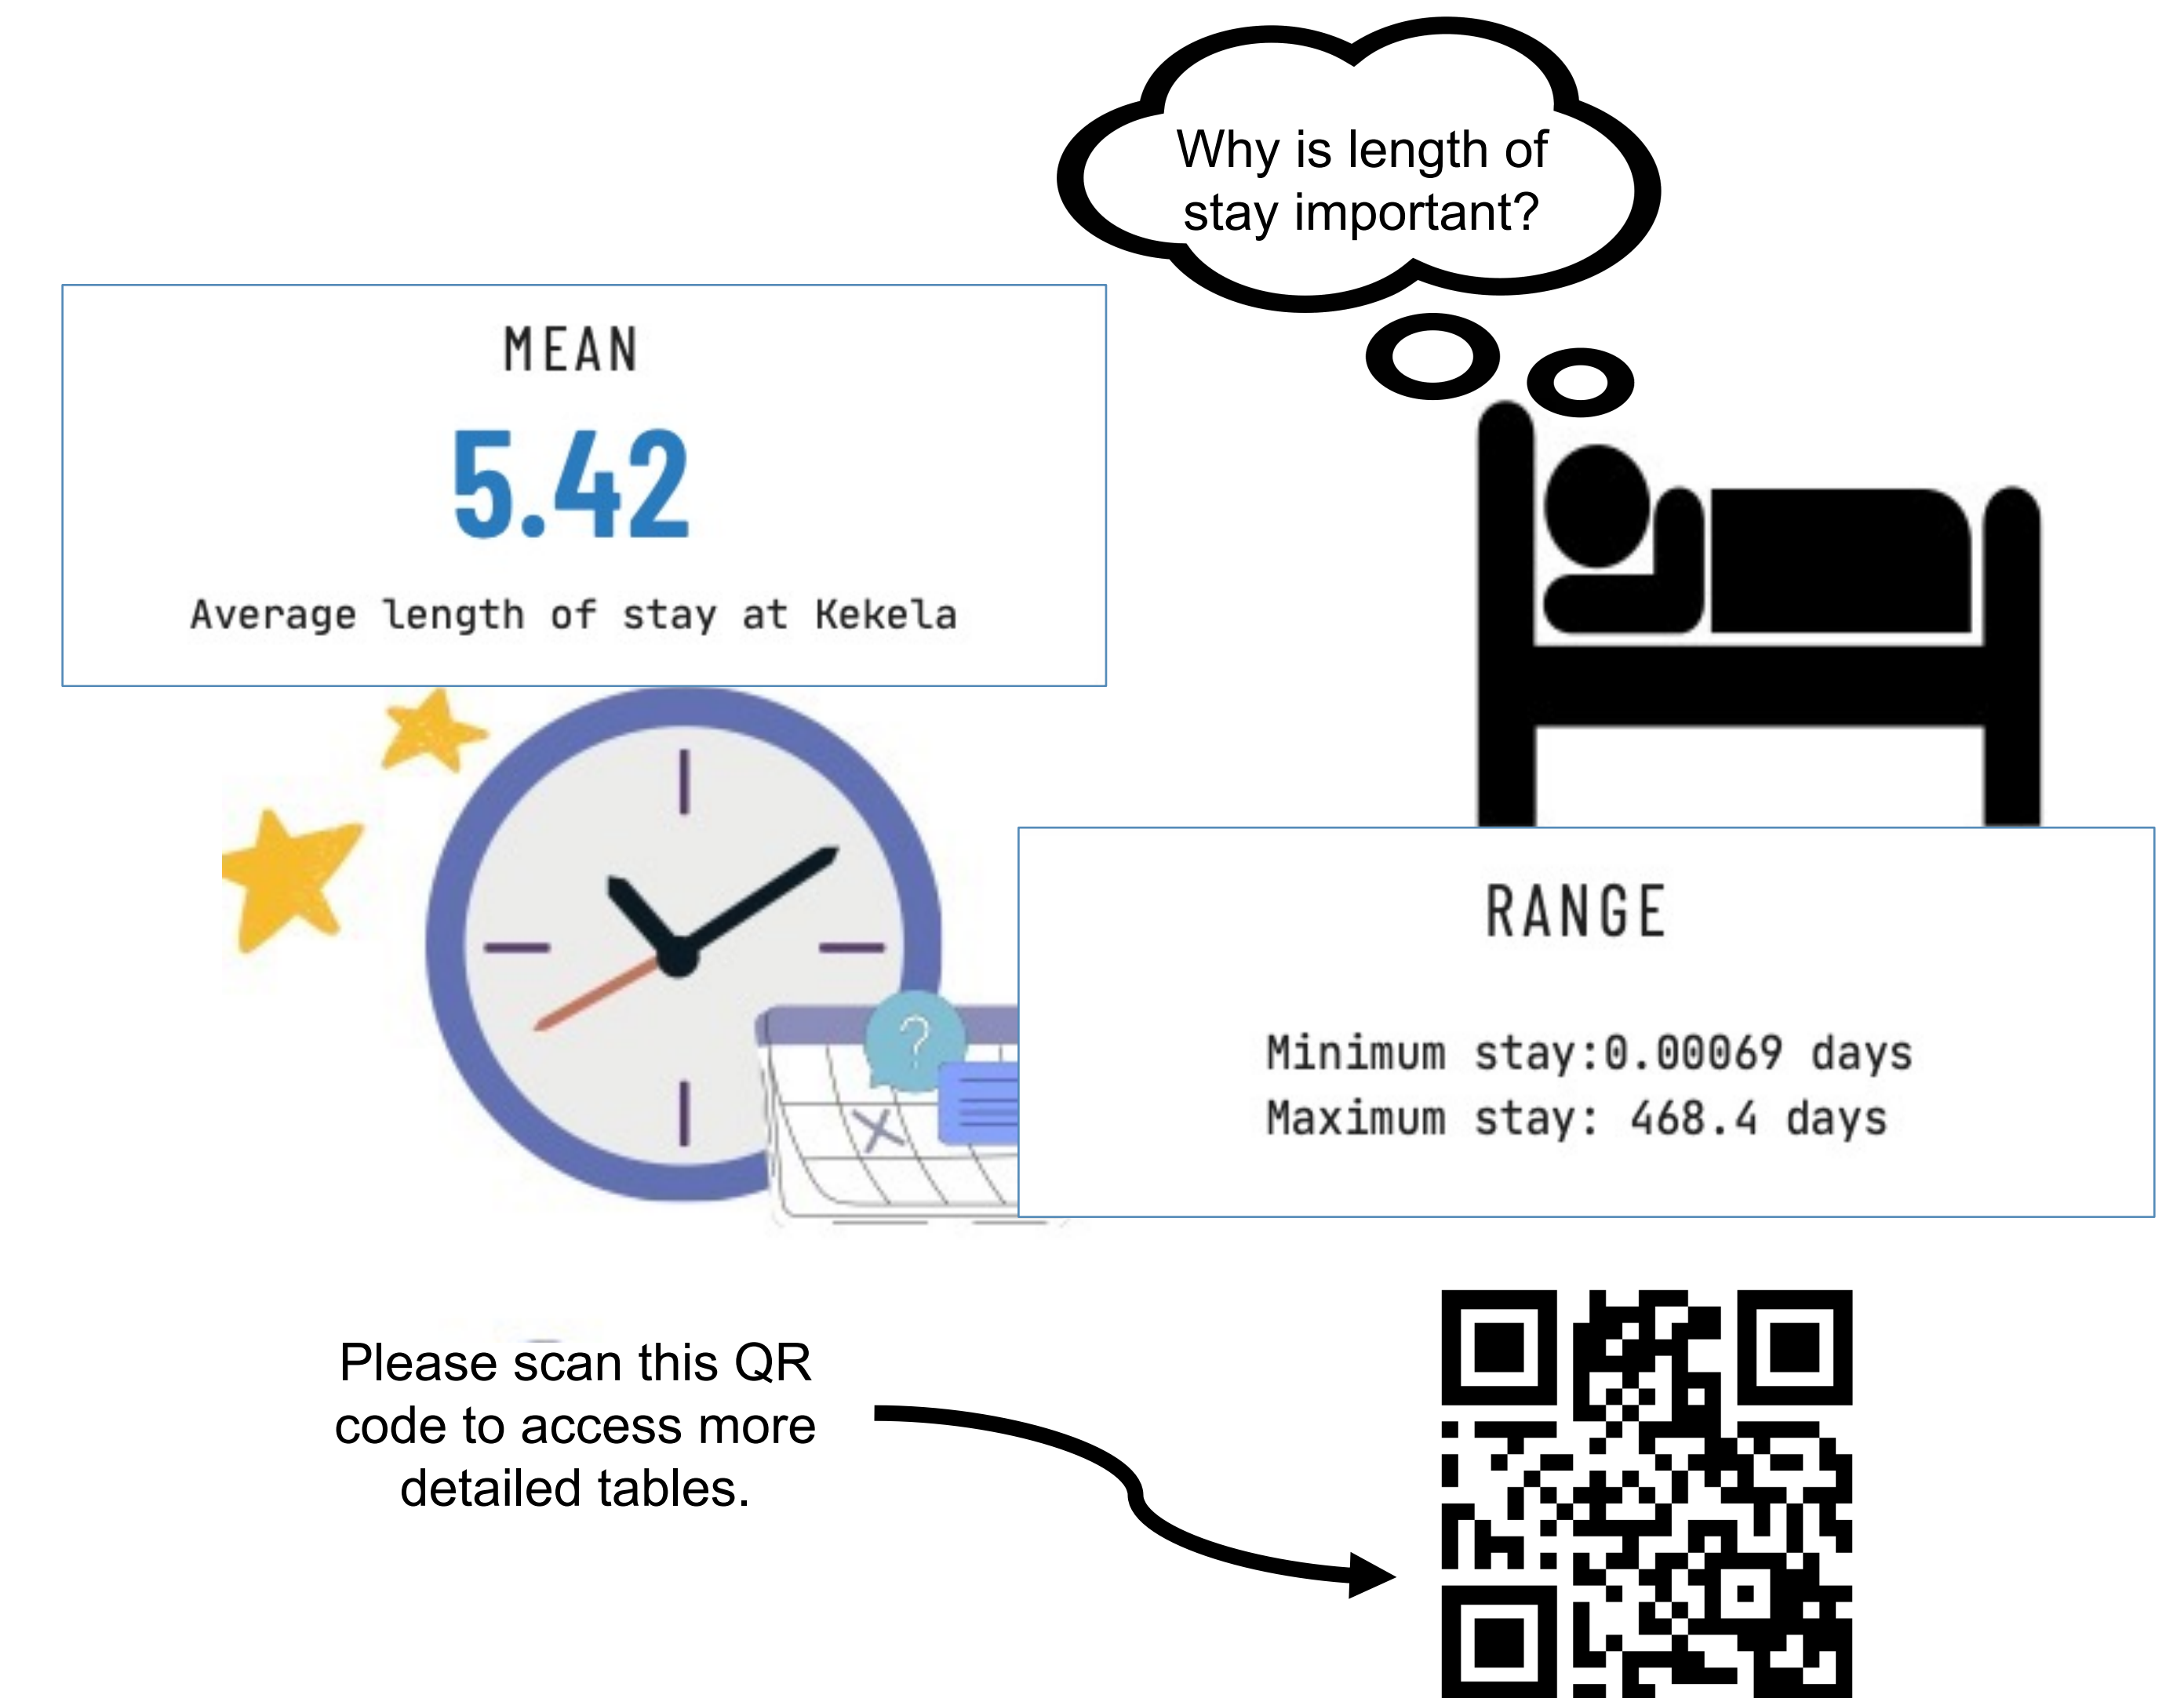 Why is length of
stay important?
MEAN
5.42
Average length of stay at Kekela
?
RANGE
Minimum stay:0.00069 days
Maximum stay: 468.4 days
Please scan this QR
code to access more
detailed tables.